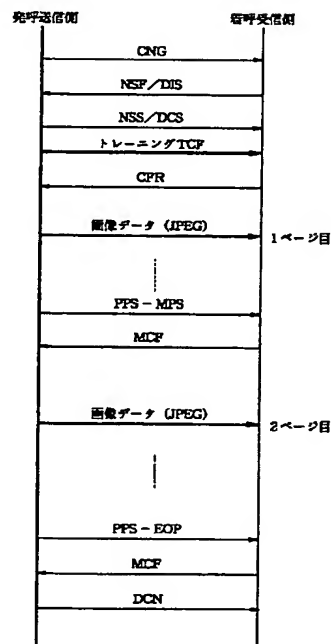 発呼送信側 着呼受信側
CNG
NSF/DIS
NSS/DCS
トレーニングTCF
CFR
画像データ (JPEG) 1ページ目
PPS-MPS
MCF
画像データ (JPEG) 2ページ目
PPS-EOP
MCF
DCN